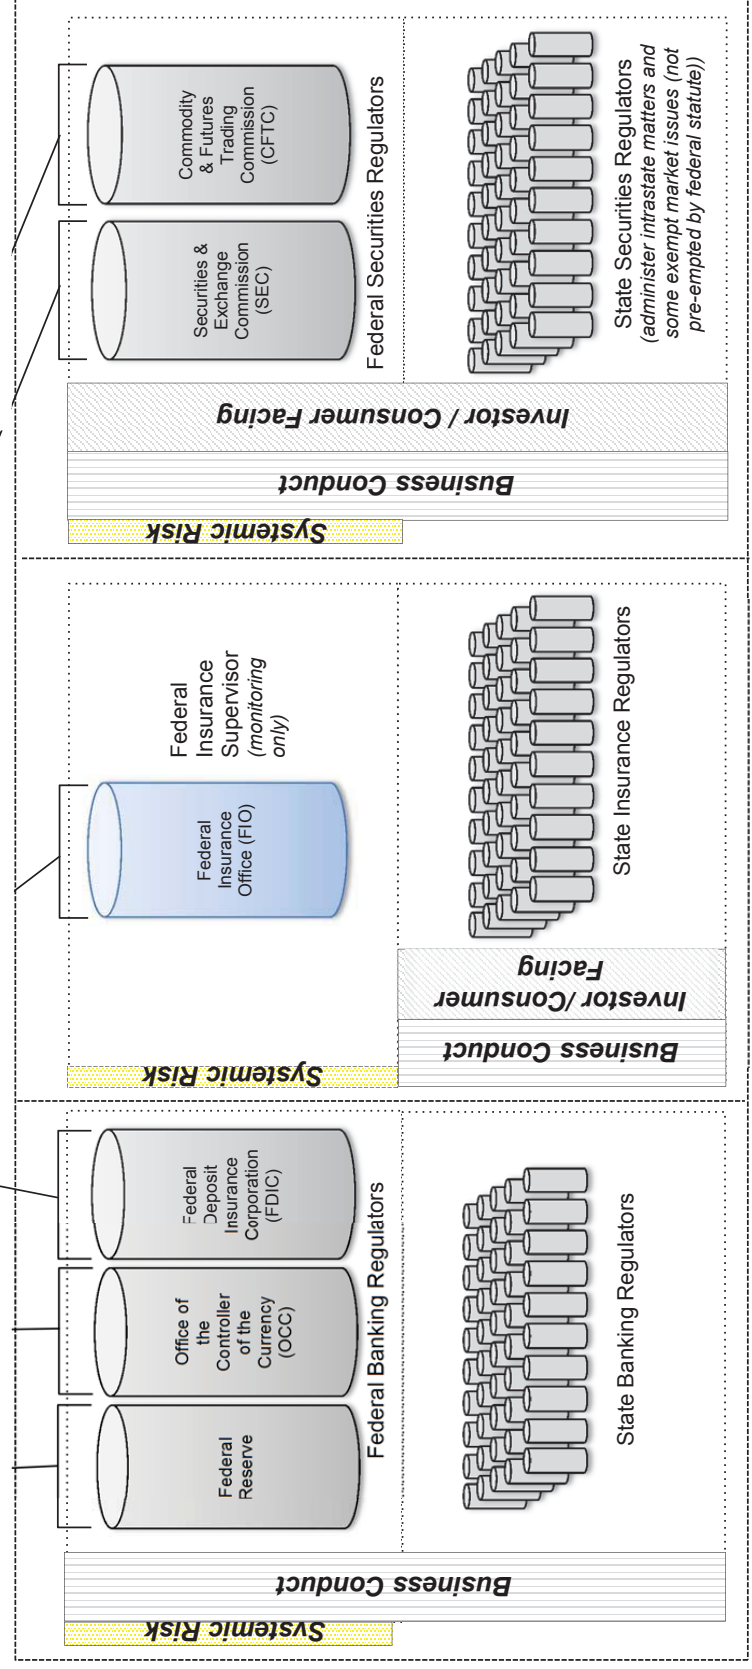 Systemic Risk
Business Conduct
Federal
Reserve
Office of
the
Controller
of the
Currency
(OCC)
Federal
Deposit
Insurance
Corporation
(FDIC)
Federal Banking Regulators
State Banking Regulators
Systemic Risk
Business Conduct
Investor /Consumer
Facing
Federal
Insurance
Office (FIO)
Federal
Insurance
Supervisor
(monitoring
only)
State Insurance Regulators
Systemic Risk
Business Conduct
Investor / Consumer Facing
Securities &
Exchange
Commission
(SEC)
Commodity
& Futures
Trading
Commission
(CFTC)
Federal Securities Regulators
State Securities Regulators
(administer intrastate matters and
some exempt market issues (not
pre-empted by federal statute))